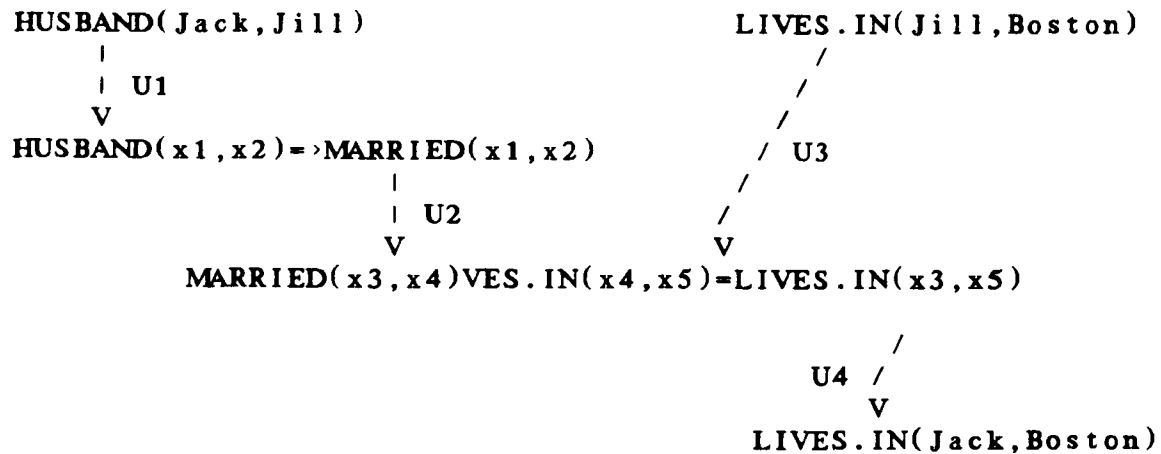 HUSBAND(Jack,Jill) LIVES.IN(Jill,Boston)
U1
V
HUSBAND(x1,x2)=>MARRIED(x1,x2) U3
U2
V V
MARRIED(x3,x4)VES.IN(x4,x5)=LIVES.IN(x3,x5)
U4
V
LIVES.IN(Jack,Boston)